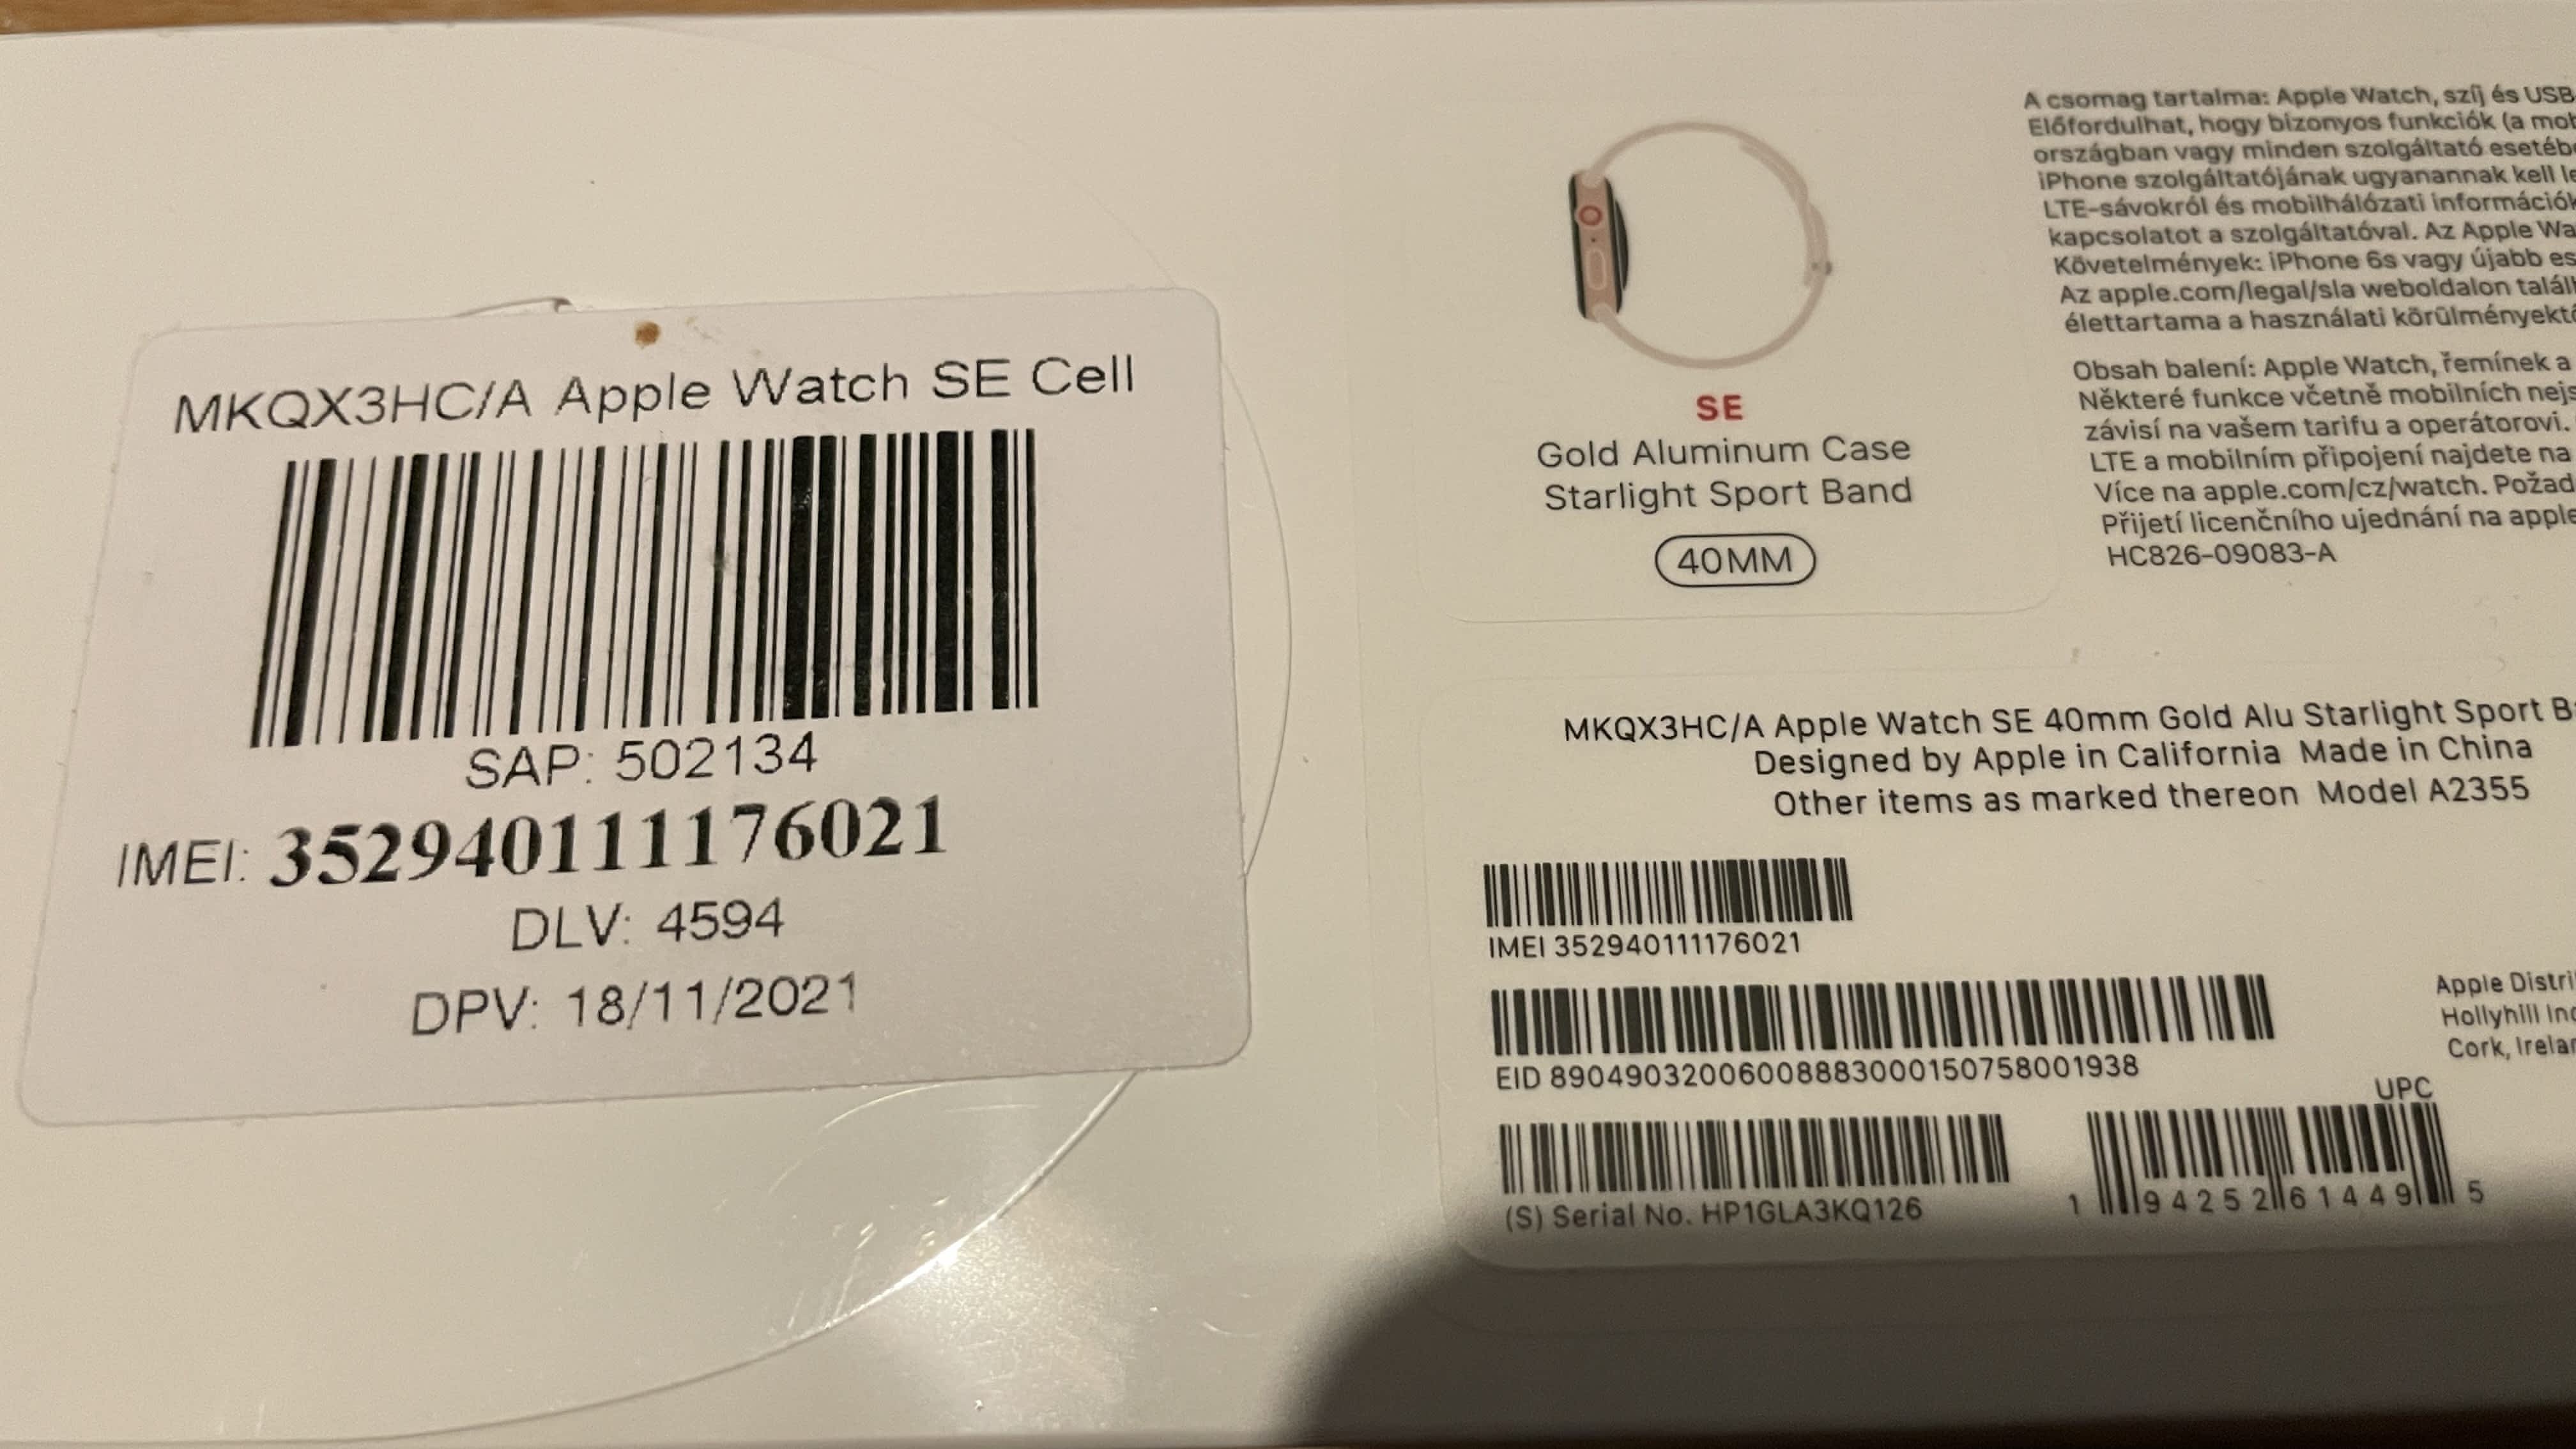 MKQX3HC/A Apple Watch SE Cell
SAP: 502134
IMEI: 352940111176021
DLV: 4594
DPV: 18/11/2021
SE
Gold Aluminum Case
Starlight Sport Band
40MM
A csomag tartalma: Apple Watch, szíj és USB
Előfordulhat, hogy bizonyos funkciók (a mob
országban vagy minden szolgáltató esetéb
iPhone szolgáltatójának ugyanannak kell le
LTE-sávokról és mobilhálózati információk
kapcsolatot a szolgáltatóval. Az Apple Wa
Követelmények: iPhone 6s vagy újabb es
Az apple.com/legal/sla weboldalon talált
élettartama a használati körülményektő
Obsah balení: Apple Watch, řemínek a
Některé funkce včetně mobilních nejs
závisí na vašem tarifu a operátorovi.
LTE a mobilním připojení najdete na
Více na apple.com/cz/watch. Požad
Přijetí licenčního ujednání na apple
HC826-09083-A
MKQX3HC/A Apple Watch SE 40mm Gold Alu Starlight Sport B
Designed by Apple in California Made in China
Other items as marked thereon Model A2355
IMEI 352940111176021
EID 89049032006008883000150758001938
(S) Serial No. HP1GLA3KQ126
Apple Distri
Hollyhill Ind
Cork, Irelan
UPC
1 94252 61449 5